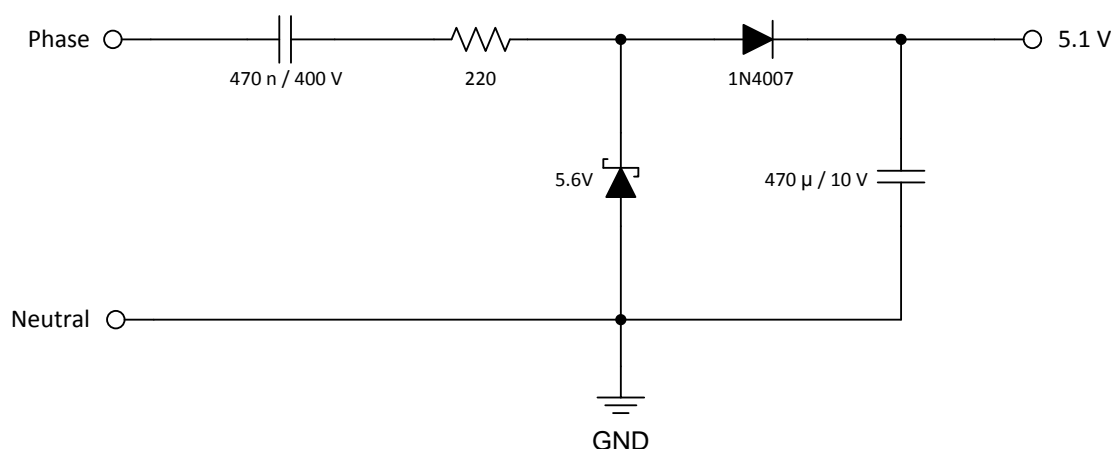 Phase
5.1 V
470 n / 400 V
220
1N4007
5.6V
470 µ / 10 V
Neutral
GND